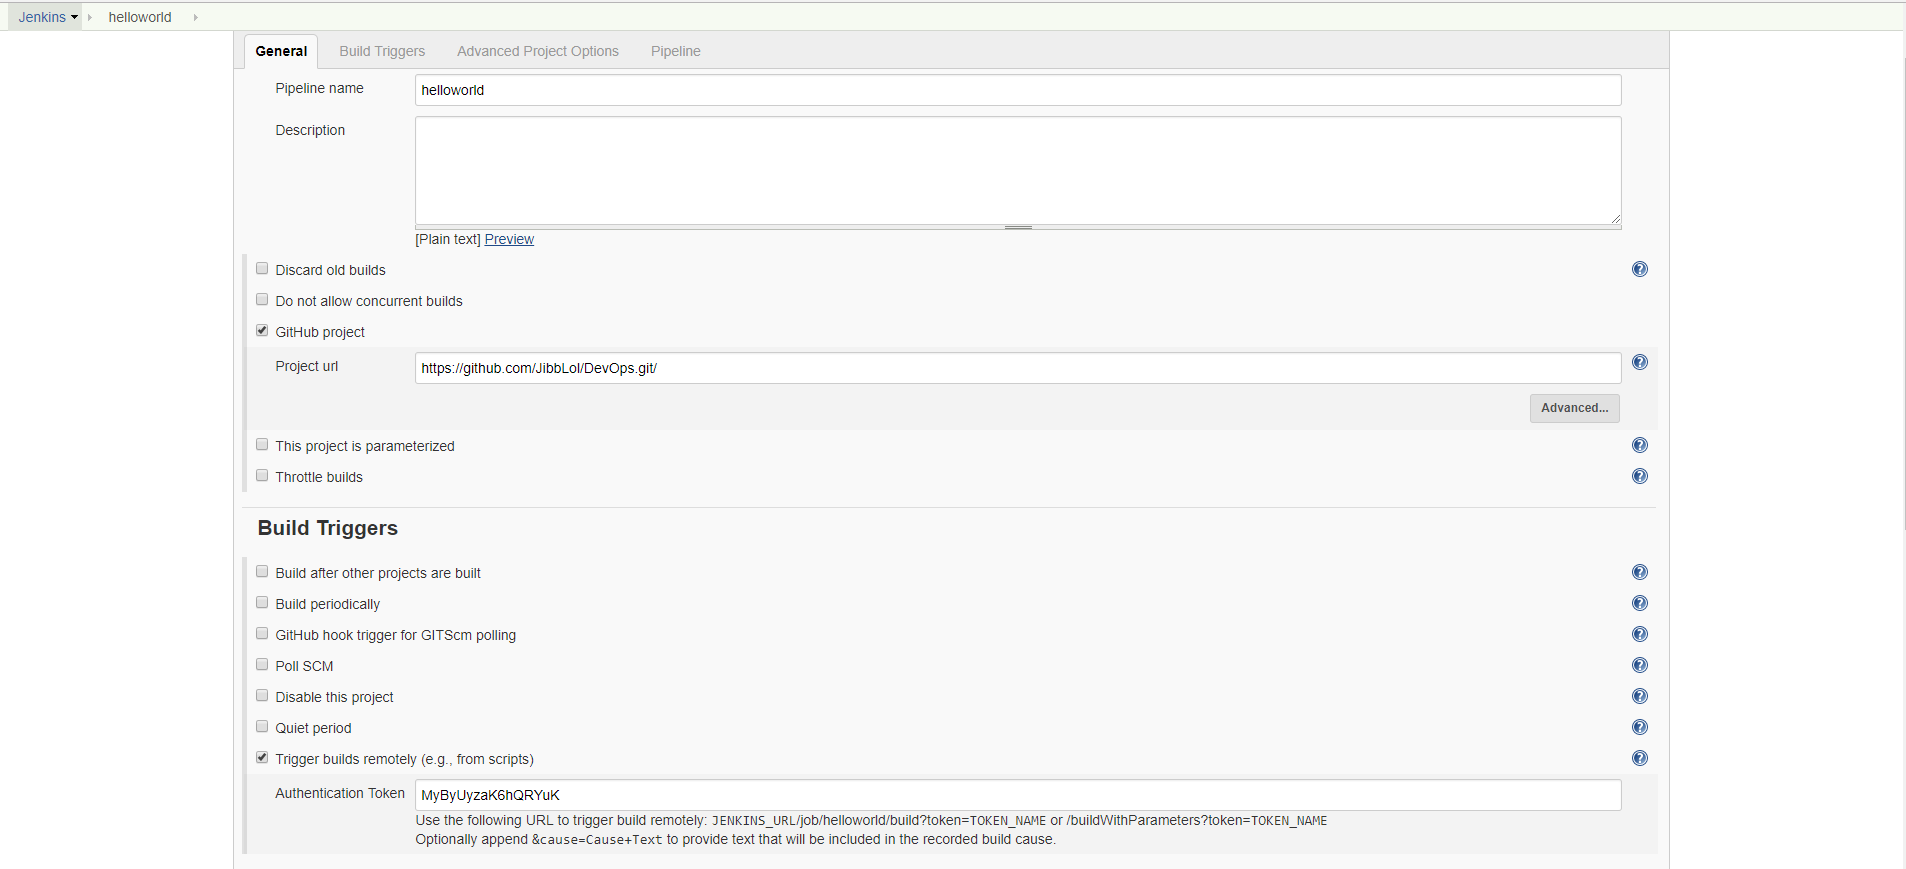 Jenkins helloworld
General Build Triggers Advanced Project Options Pipeline
Pipeline name helloworld
Description
[Plain text] Preview
Discard old builds
Do not allow concurrent builds
GitHub project
Project url https://github.com/JibbLol/DevOps.git/
Advanced...
This project is parameterized
Throttle builds
Build Triggers
Build after other projects are built
Build periodically
GitHub hook trigger for GITScm polling
Poll SCM
Disable this project
Quiet period
Trigger builds remotely (e.g., from scripts)
Authentication Token MyByUyzaK6hQRYuK
Use the following URL to trigger build remotely: JENKINS_URL/job/helloworld/build?token=TOKEN_NAME or /buildWithParameters?token=TOKEN_NAME
Optionally append &cause=Cause+Text to provide text that will be included in the recorded build cause.